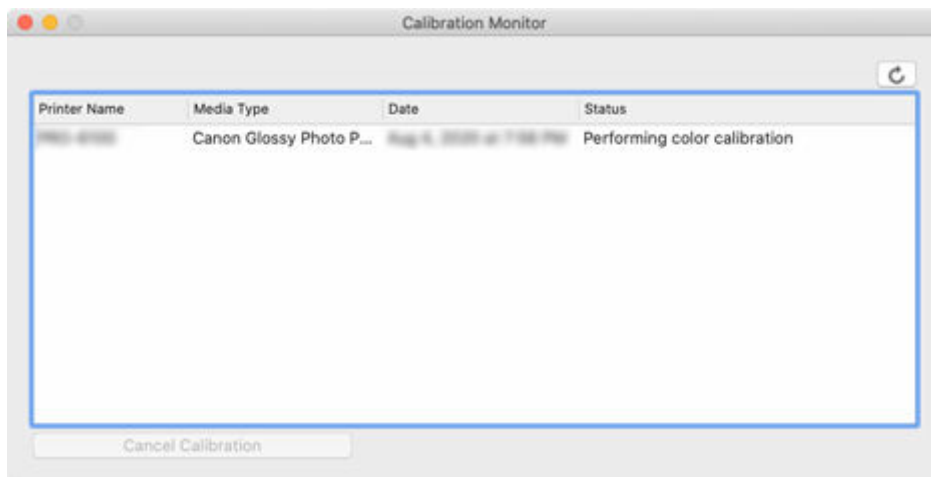 Calibration Monitor
Printer Name Media Type Date Status
Canon Glossy Photo P... Performing color calibration
Cancel Calibration